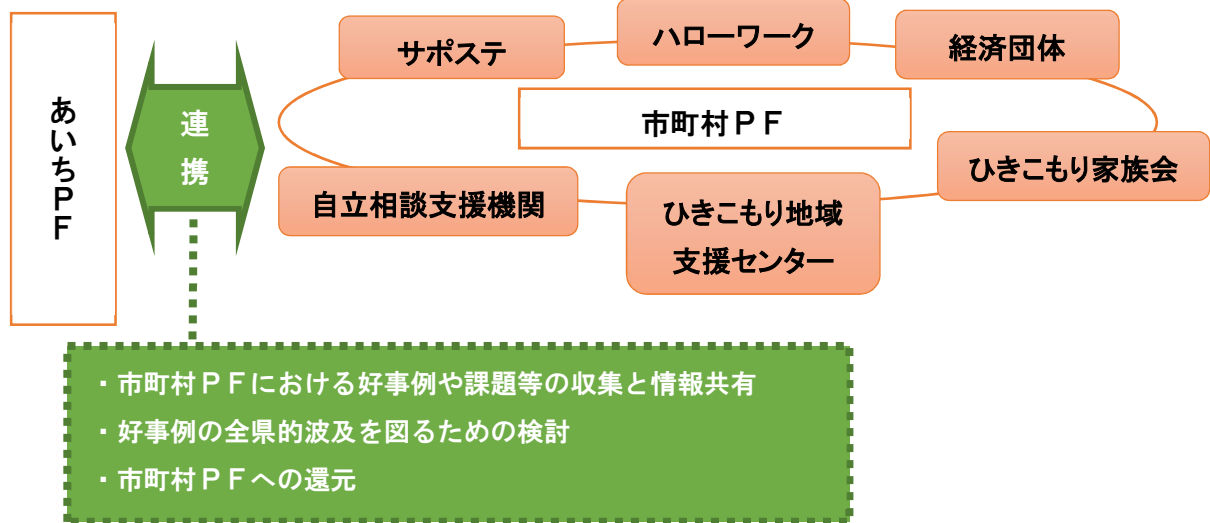 あいちＰＦ
連
携
サポステ
ハローワーク
経済団体
市町村ＰＦ
ひきこもり家族会
自立相談支援機関
ひきこもり地域
支援センター
・市町村ＰＦにおける好事例や課題等の収集と情報共有
・好事例の全県的波及を図るための検討
・市町村ＰＦへの還元